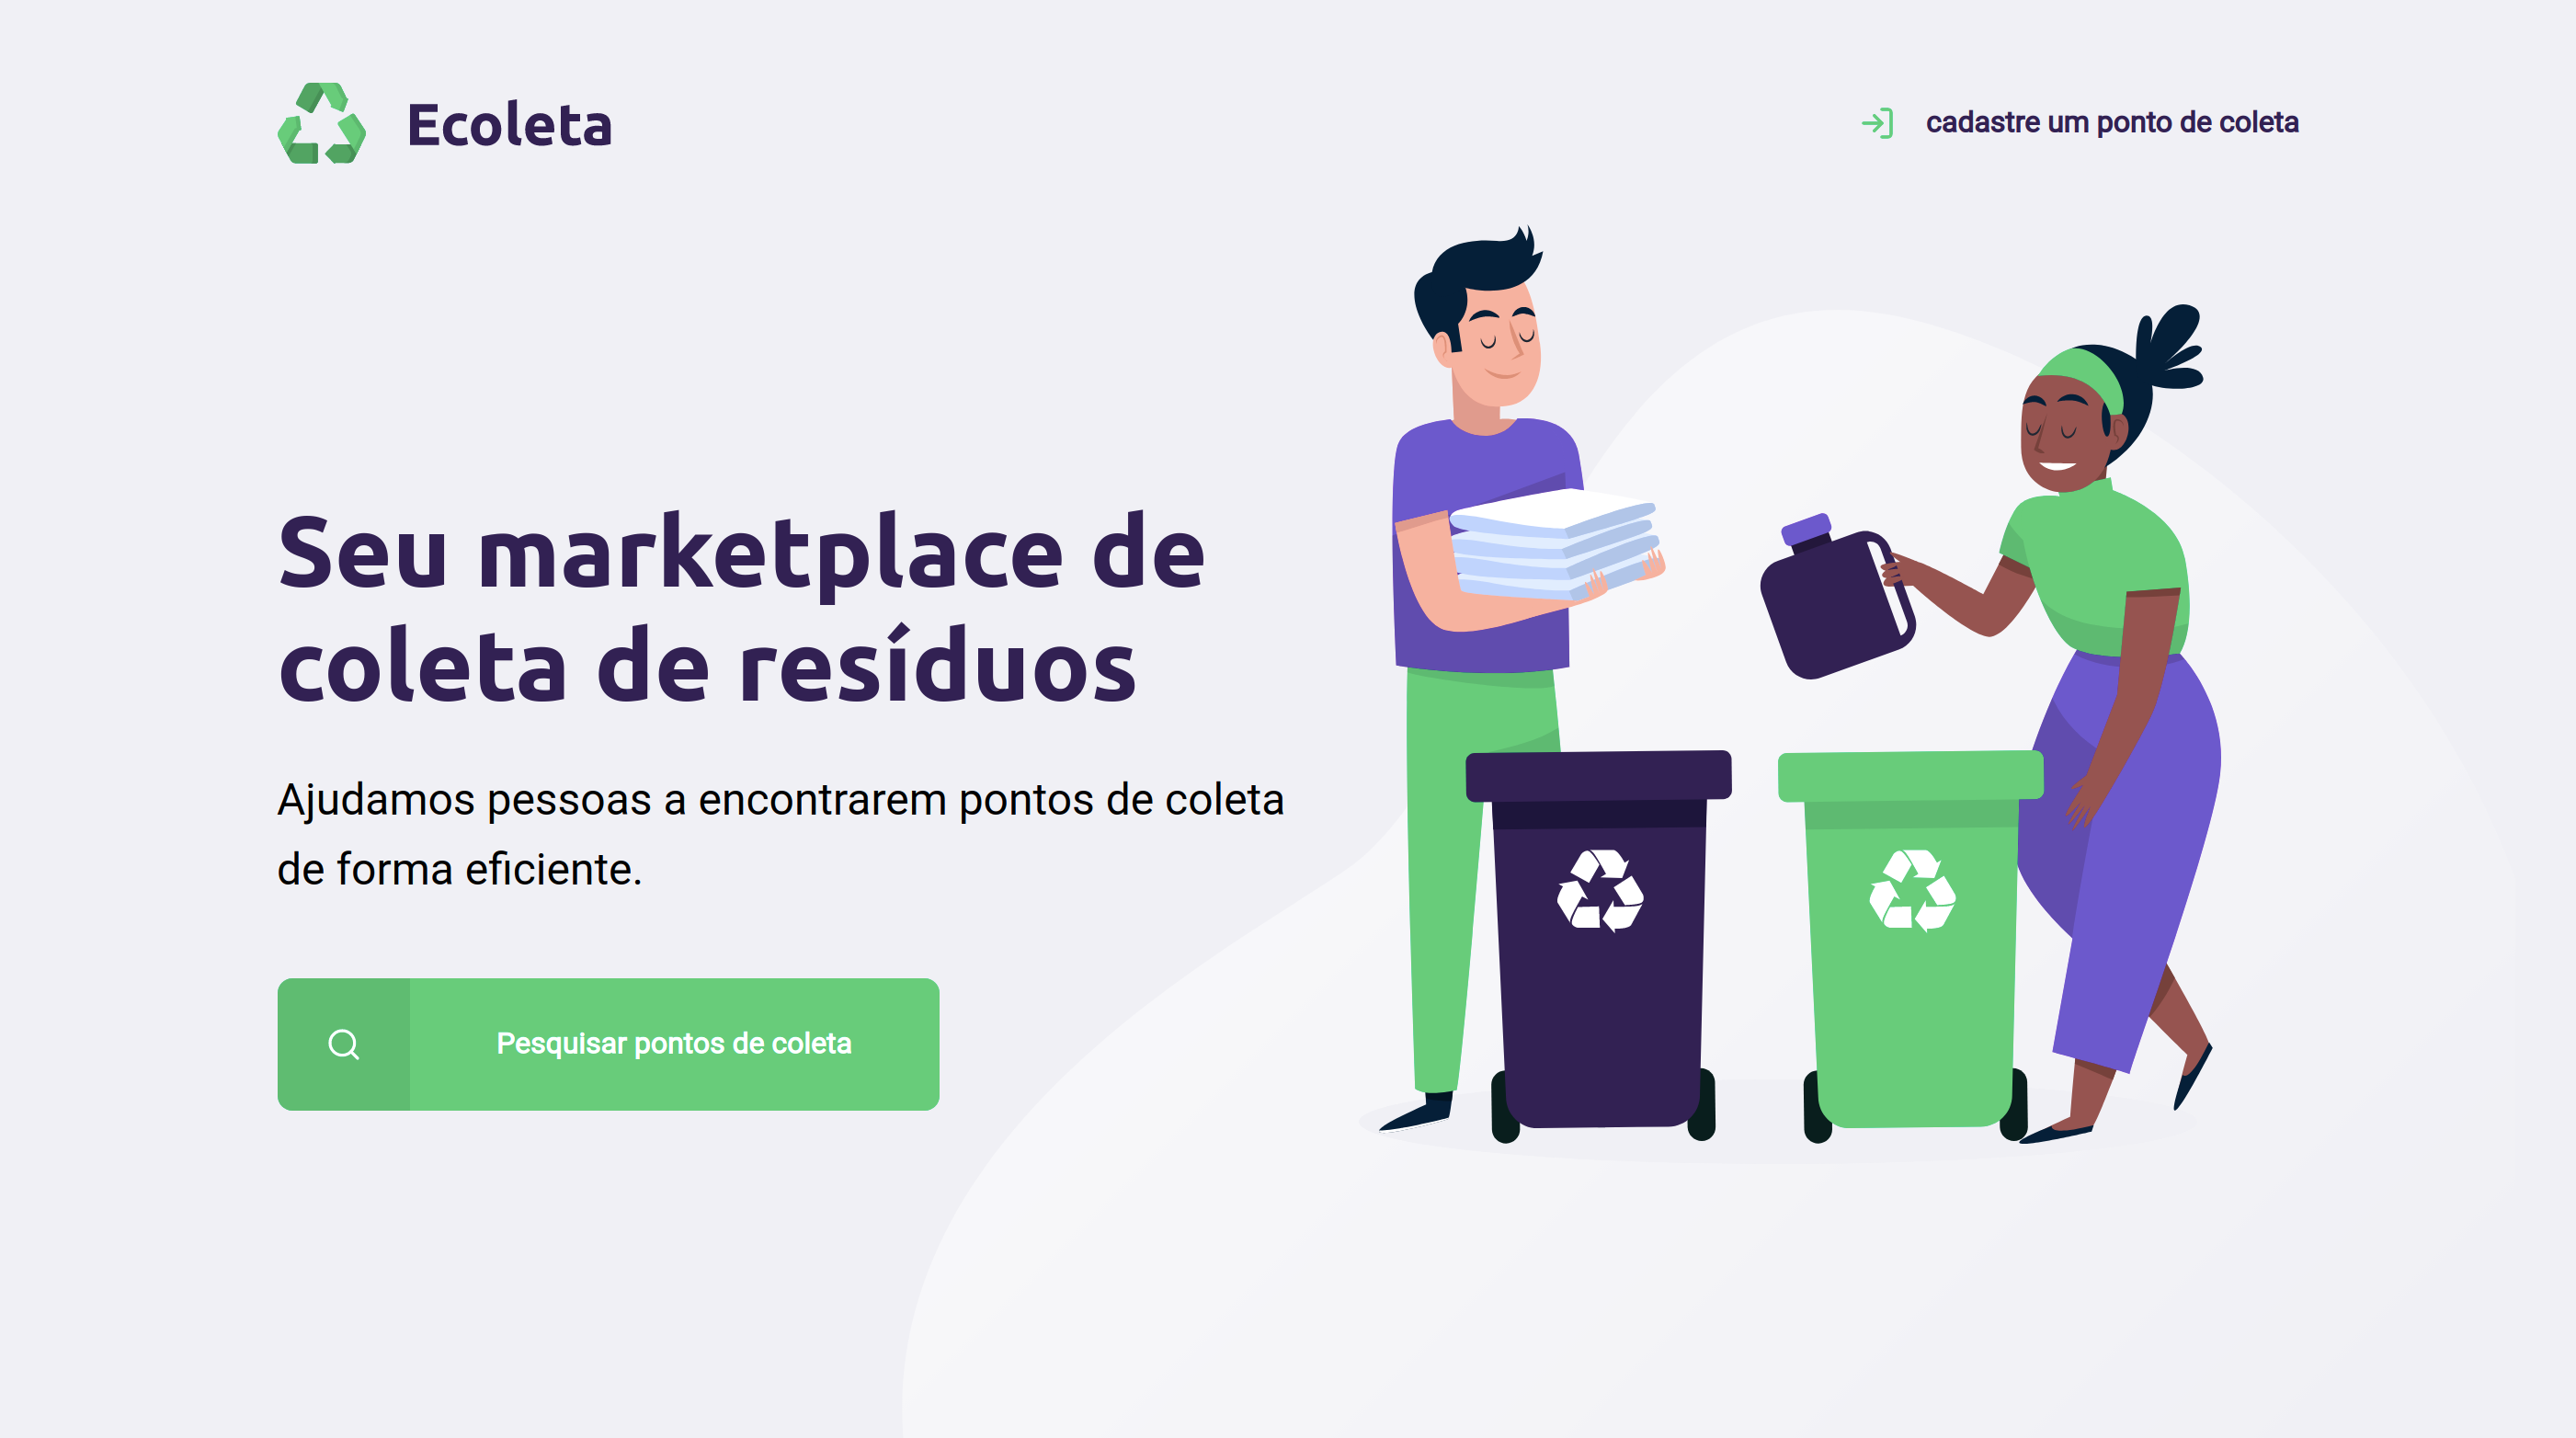 Ecoleta
cadastre um ponto de coleta
Seu marketplace de
coleta de resíduos
Ajudamos pessoas a encontrarem pontos de coleta
de forma eficiente.
Pesquisar pontos de coleta